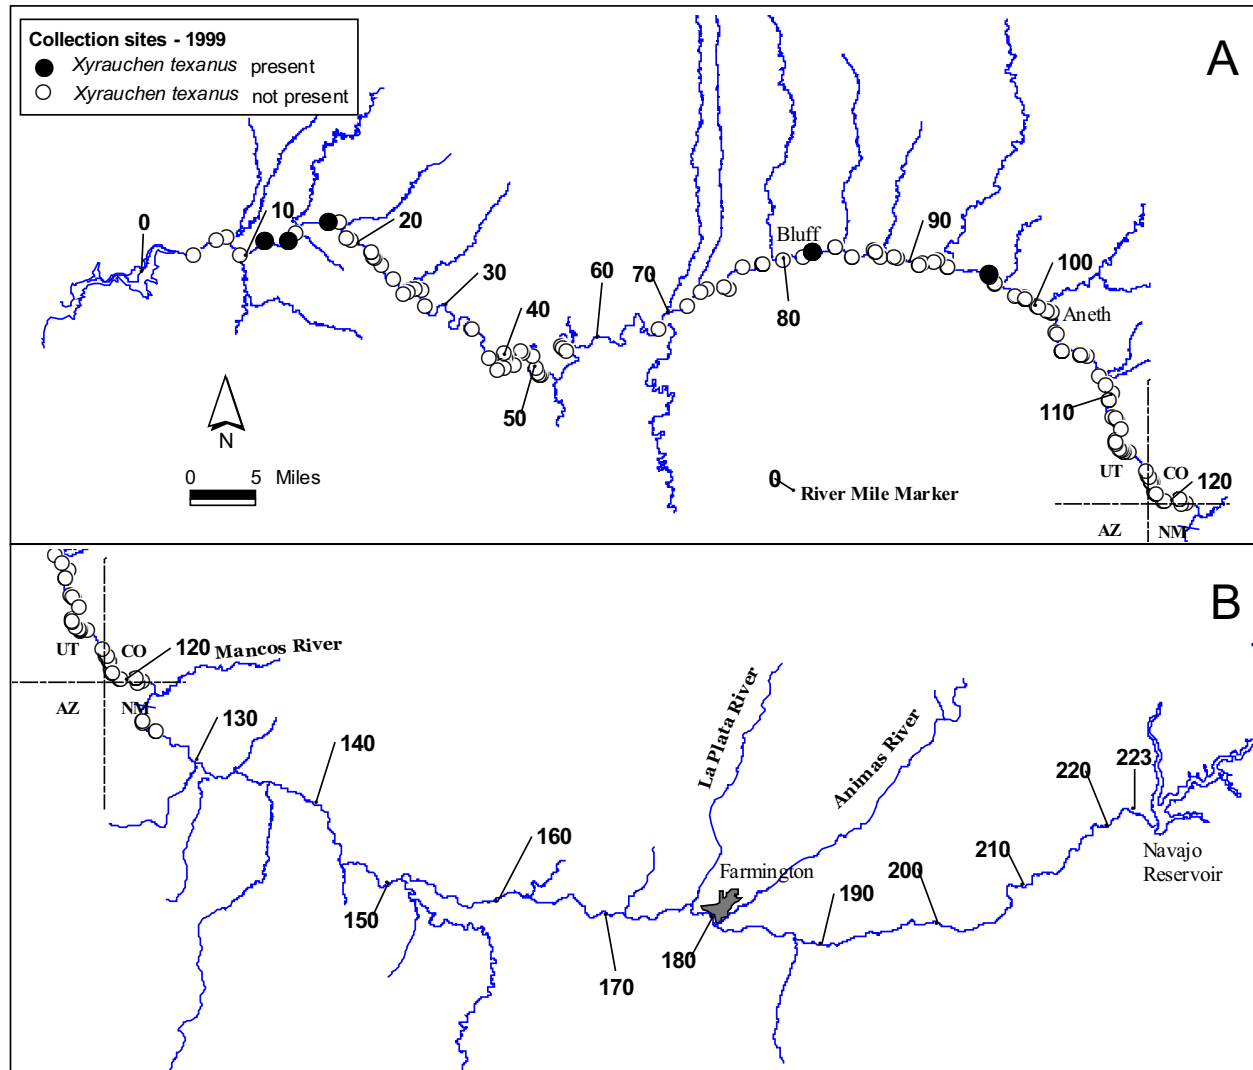 Collection sites - 1999
Xyrauchen texanus present
Xyrauchen texanus not present
A
0
10
20
30
40
50
60
70
Bluff
80
90
100
Aneth
110
UT
CO
120
AZ
NM
N
0 5 Miles
0
River Mile Marker
B
UT
CO
120
Mancos River
AZ
NM
130
140
150
160
170
La Plata River
Animas River
Farmington
180
190
200
210
220
223
Navajo
Reservoir